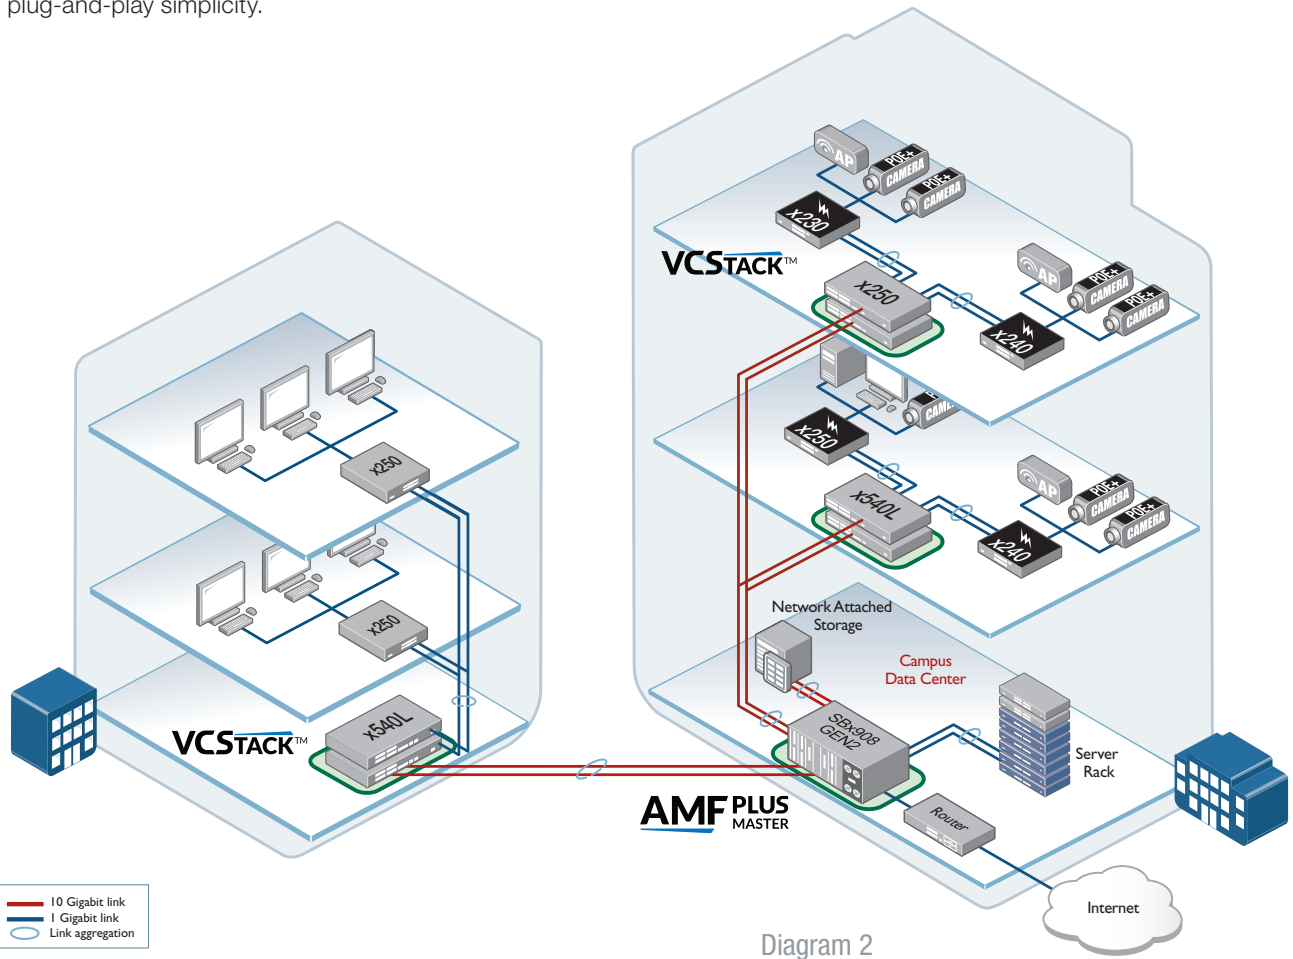 plug-and-play simplicity.
AP
POE+
CAMERA
POE+
CAMERA
x230
VCSTACK™
x250
AP
POE+
CAMERA
POE+
CAMERA
x240
x250
CAME
x540L
AP
POE+
CAMERA
POE+
CAMERA
x240
x250
x250
VCSTACK™
x540L
Network Attached
Storage
Campus
Data Center
SBx908
GEN2
Server
Rack
AMF PLUS
MASTER
Router
Internet
10 Gigabit link
1 Gigabit link
Link aggregation
Diagram 2